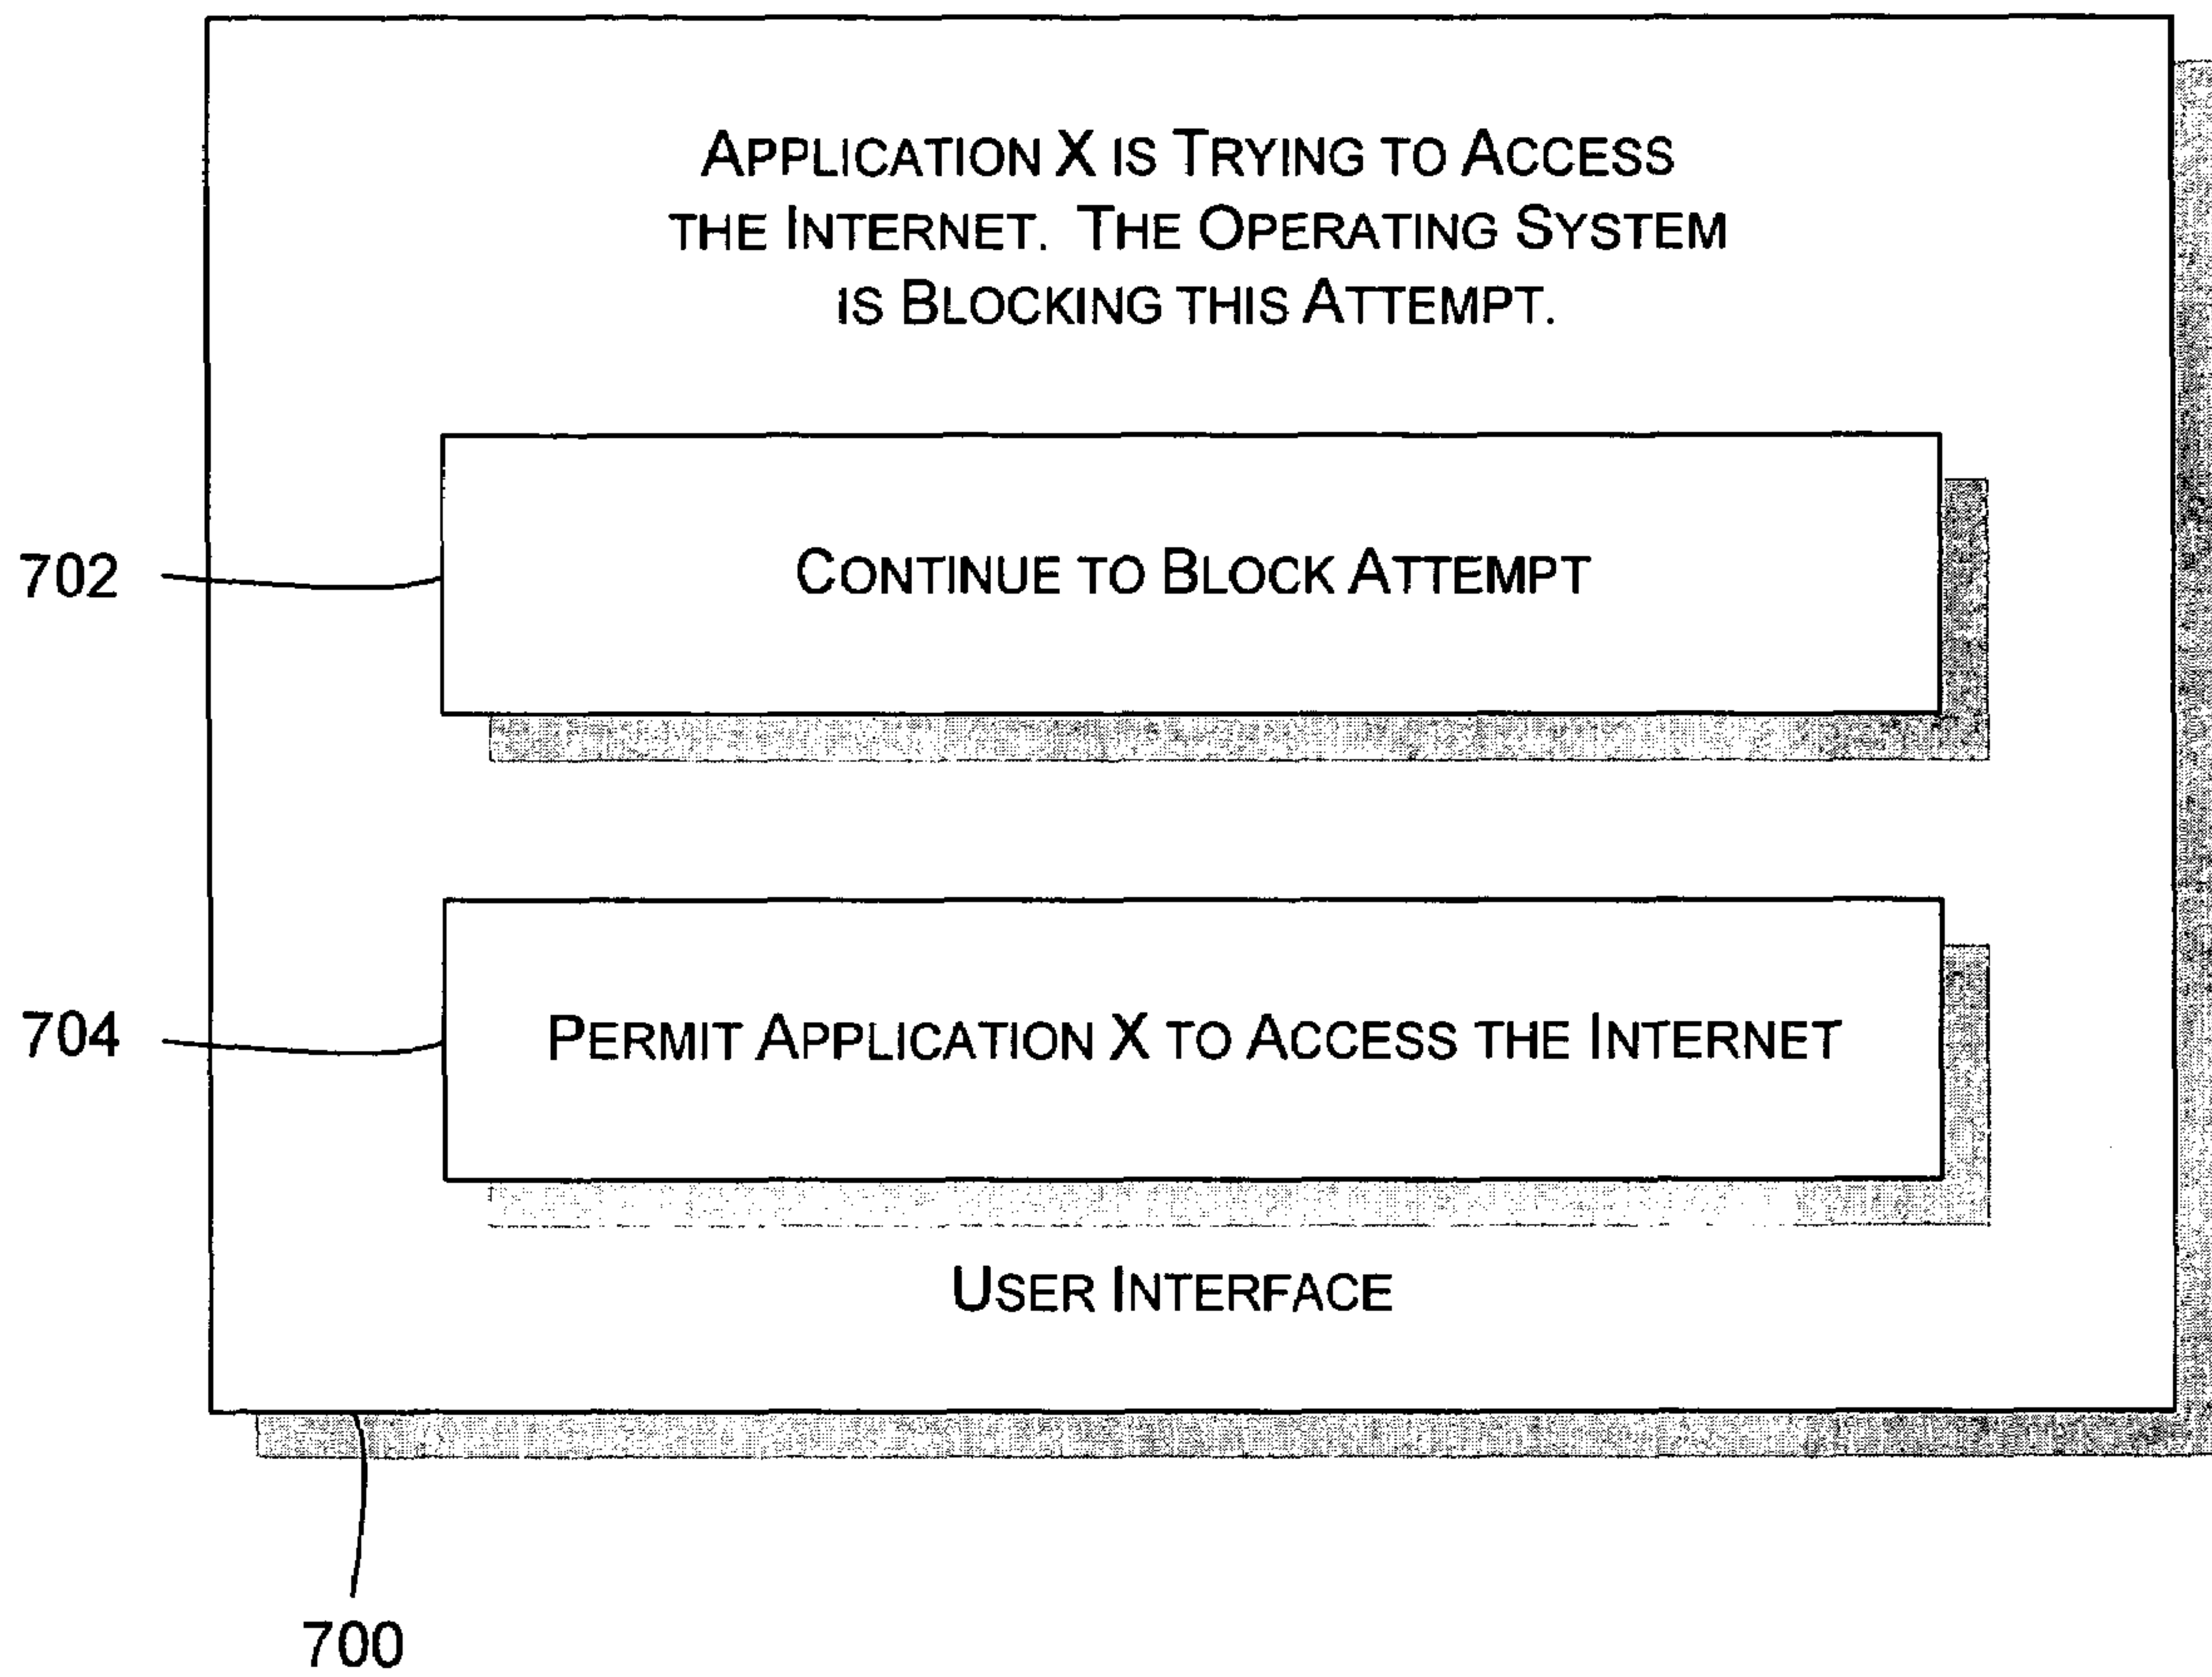 APPLICATION X IS TRYING TO ACCESS
THE INTERNET. THE OPERATING SYSTEM
IS BLOCKING THIS ATTEMPT.
702
CONTINUE TO BLOCK ATTEMPT
704
PERMIT APPLICATION X TO ACCESS THE INTERNET
USER INTERFACE
700